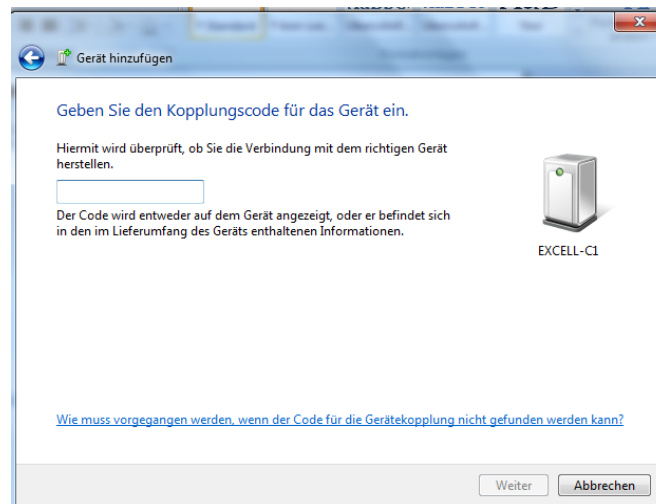 Gerät hinzufügen
Geben Sie den Kopplungscode für das Gerät ein.
Hiermit wird überprüft, ob Sie die Verbindung mit dem richtigen Gerät
herstellen.
Der Code wird entweder auf dem Gerät angezeigt, oder er befindet sich
in den im Lieferumfang des Geräts enthaltenen Informationen.
EXCELL-C1
Wie muss vorgegangen werden, wenn der Code für die Gerätekopplung nicht gefunden werden kann?
Weiter
Abbrechen